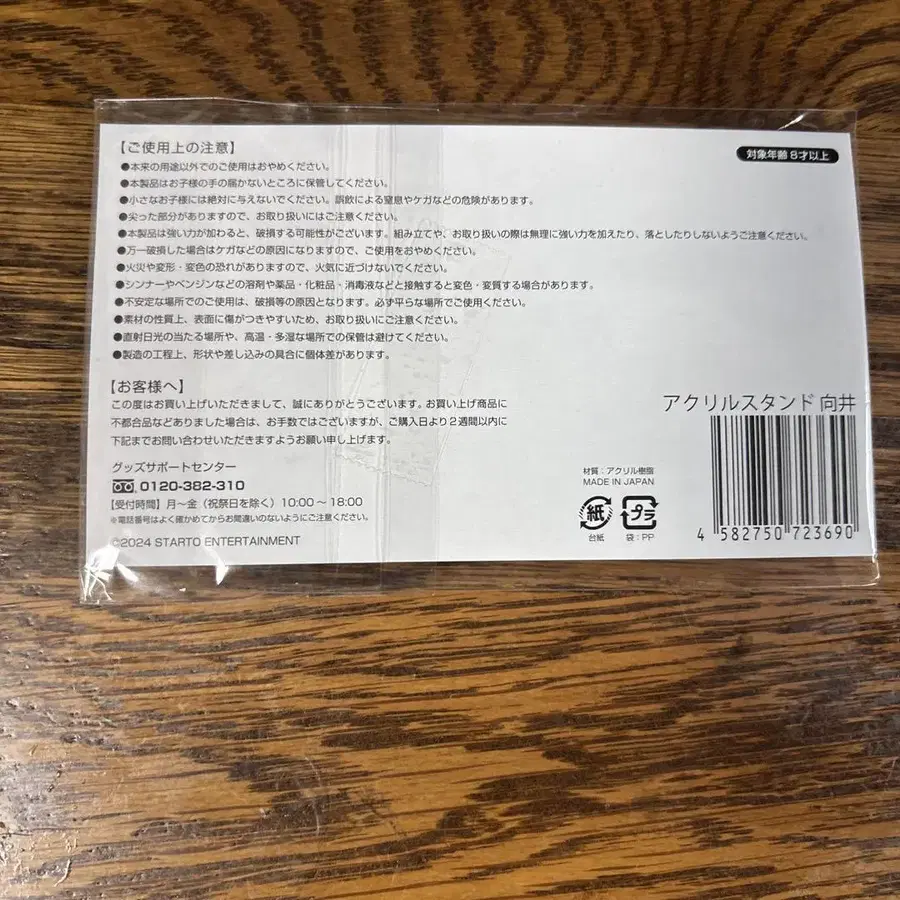 【ご使用上の注意】
対象年齢8才以上
●本来の用途以外でのご使用はおやめください。
●本製品はお子様の手の届かないところに保管してください。
●小さなお子様には絶対に与えないでください。誤飲による窒息やケガなどの危険があります。
●尖った部分がありますので、お取り扱いにはご注意ください。
●本製品は強い力が加わると、破損する可能性がございます。組み立てや、お取り扱いの際は無理に強い力を加えたり、落としたりしないようご注意ください。
●万一破損した場合はケガなどの原因になりますので、ご使用をおやめください。
●火災や変形・変色の恐れがありますので、火気に近づけないでください。
●シンナーやベンジンなどの溶剤や薬品・化粧品・消毒液などと接触すると変色・変質する場合があります。
●不安定な場所でのご使用は、破損等の原因となります。必ず平らな場所でご使用ください。
●素材の性質上、表面に傷がつきやすいため、お取り扱いにご注意ください。
●直射日光の当たる場所や、高温・多湿な場所での保管は避けてください。
●製造の工程上、形状や差し込みの具合に個体差があります。
【お客様へ】
この度はお買い上げいただきまして、誠にありがとうございます。お買い上げ商品に
不都合品などありました場合は、お手数ではございますが、ご購入日より2週間以内に
下記までお問い合わせいただきますようお願い申し上げます。
グッズサポートセンター
0120-382-310
【受付時間】月～金（祝祭日を除く）10:00～18:00
※電話番号はよく確かめてからお間違いのないようにご注意ください。
©2024 STARTO ENTERTAINMENT
アクリルスタンド 向井
材質：アクリル樹脂
MADE IN JAPAN
紙
プラ
台紙
袋：PP
4 582750 723690